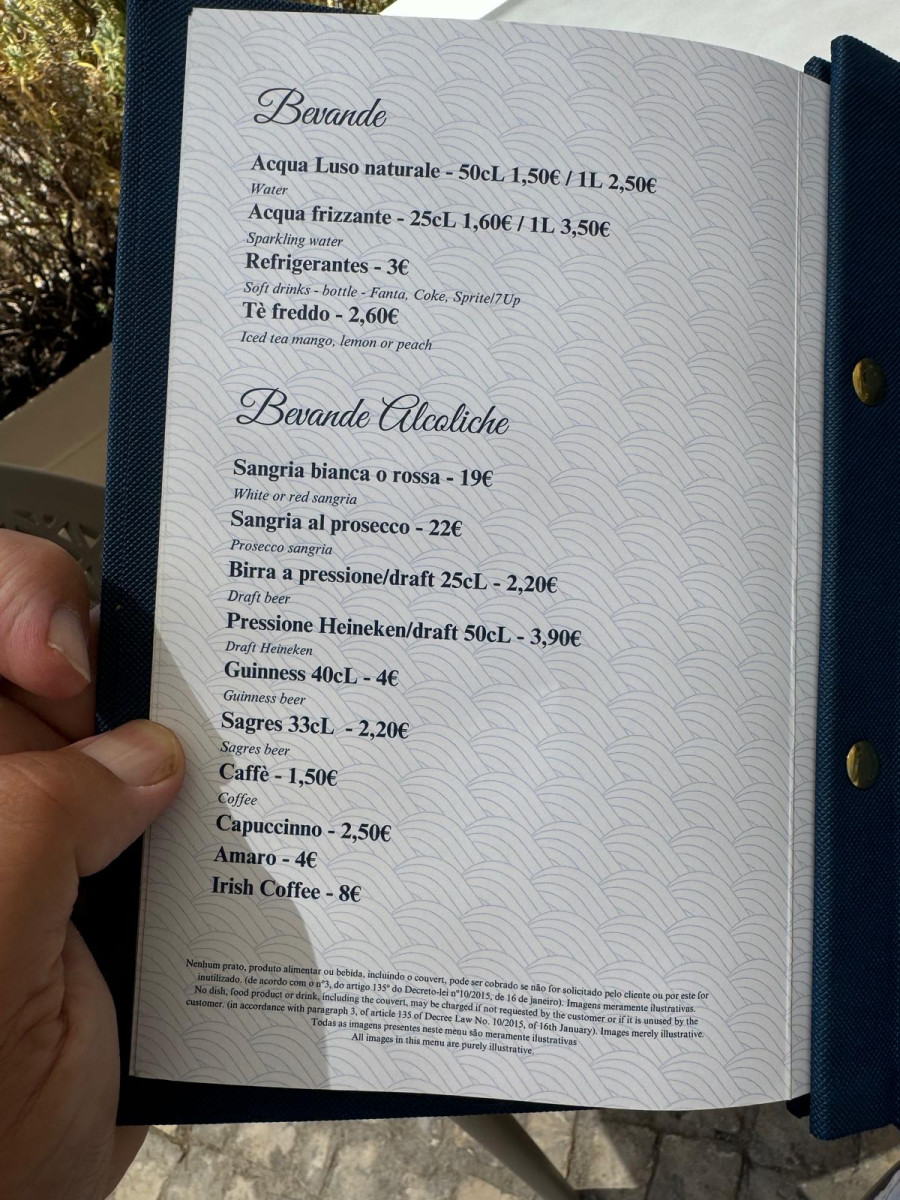 Bevande
Acqua Luso naturale - 50cL 1,50€ / 1L 2,50€
Water
Acqua frizzante - 25cL 1,60€ / 1L 3,50€
Sparkling water
Refrigerantes - 3€
Soft drinks - bottle - Fanta, Coke, Sprite/7Up
Tè freddo - 2,60€
Iced tea mango, lemon or peach
Bevande Alcoliche
Sangria bianca o rossa - 19€
White or red sangria
Sangria al prosecco - 22€
Prosecco sangria
Birra a pressione/draft 25cL - 2,20€
Draft beer
Pressione Heineken/draft 50cL - 3,90€
Draft Heineken
Guinness 40cL - 4€
Guinness beer
Sagres 33cL - 2,20€
Sagres beer
Caffè - 1,50€
Coffee
Capuccinno - 2,50€
Amaro - 4€
Irish Coffee - 8€
Nenhum prato, produto alimentar ou bebida, incluindo o couvert, pode ser cobrado se não for solicitado pelo cliente ou por este for
inutilizado. (de acordo com o nº3, do artigo 135º do Decreto-lei nº10/2015, de 16 de janeiro). Imagens meramente ilustrativas.
No dish, food product or drink, including the couvert, may be charged if not requested by the customer or if it is unused by the
customer. (in accordance with paragraph 3, of article 135 of Decree Law No. 10/2015, of 16th January). Images merely illustrative.
Todas as imagens presentes neste menu são meramente ilustrativas
All images in this menu are purely illustrative.